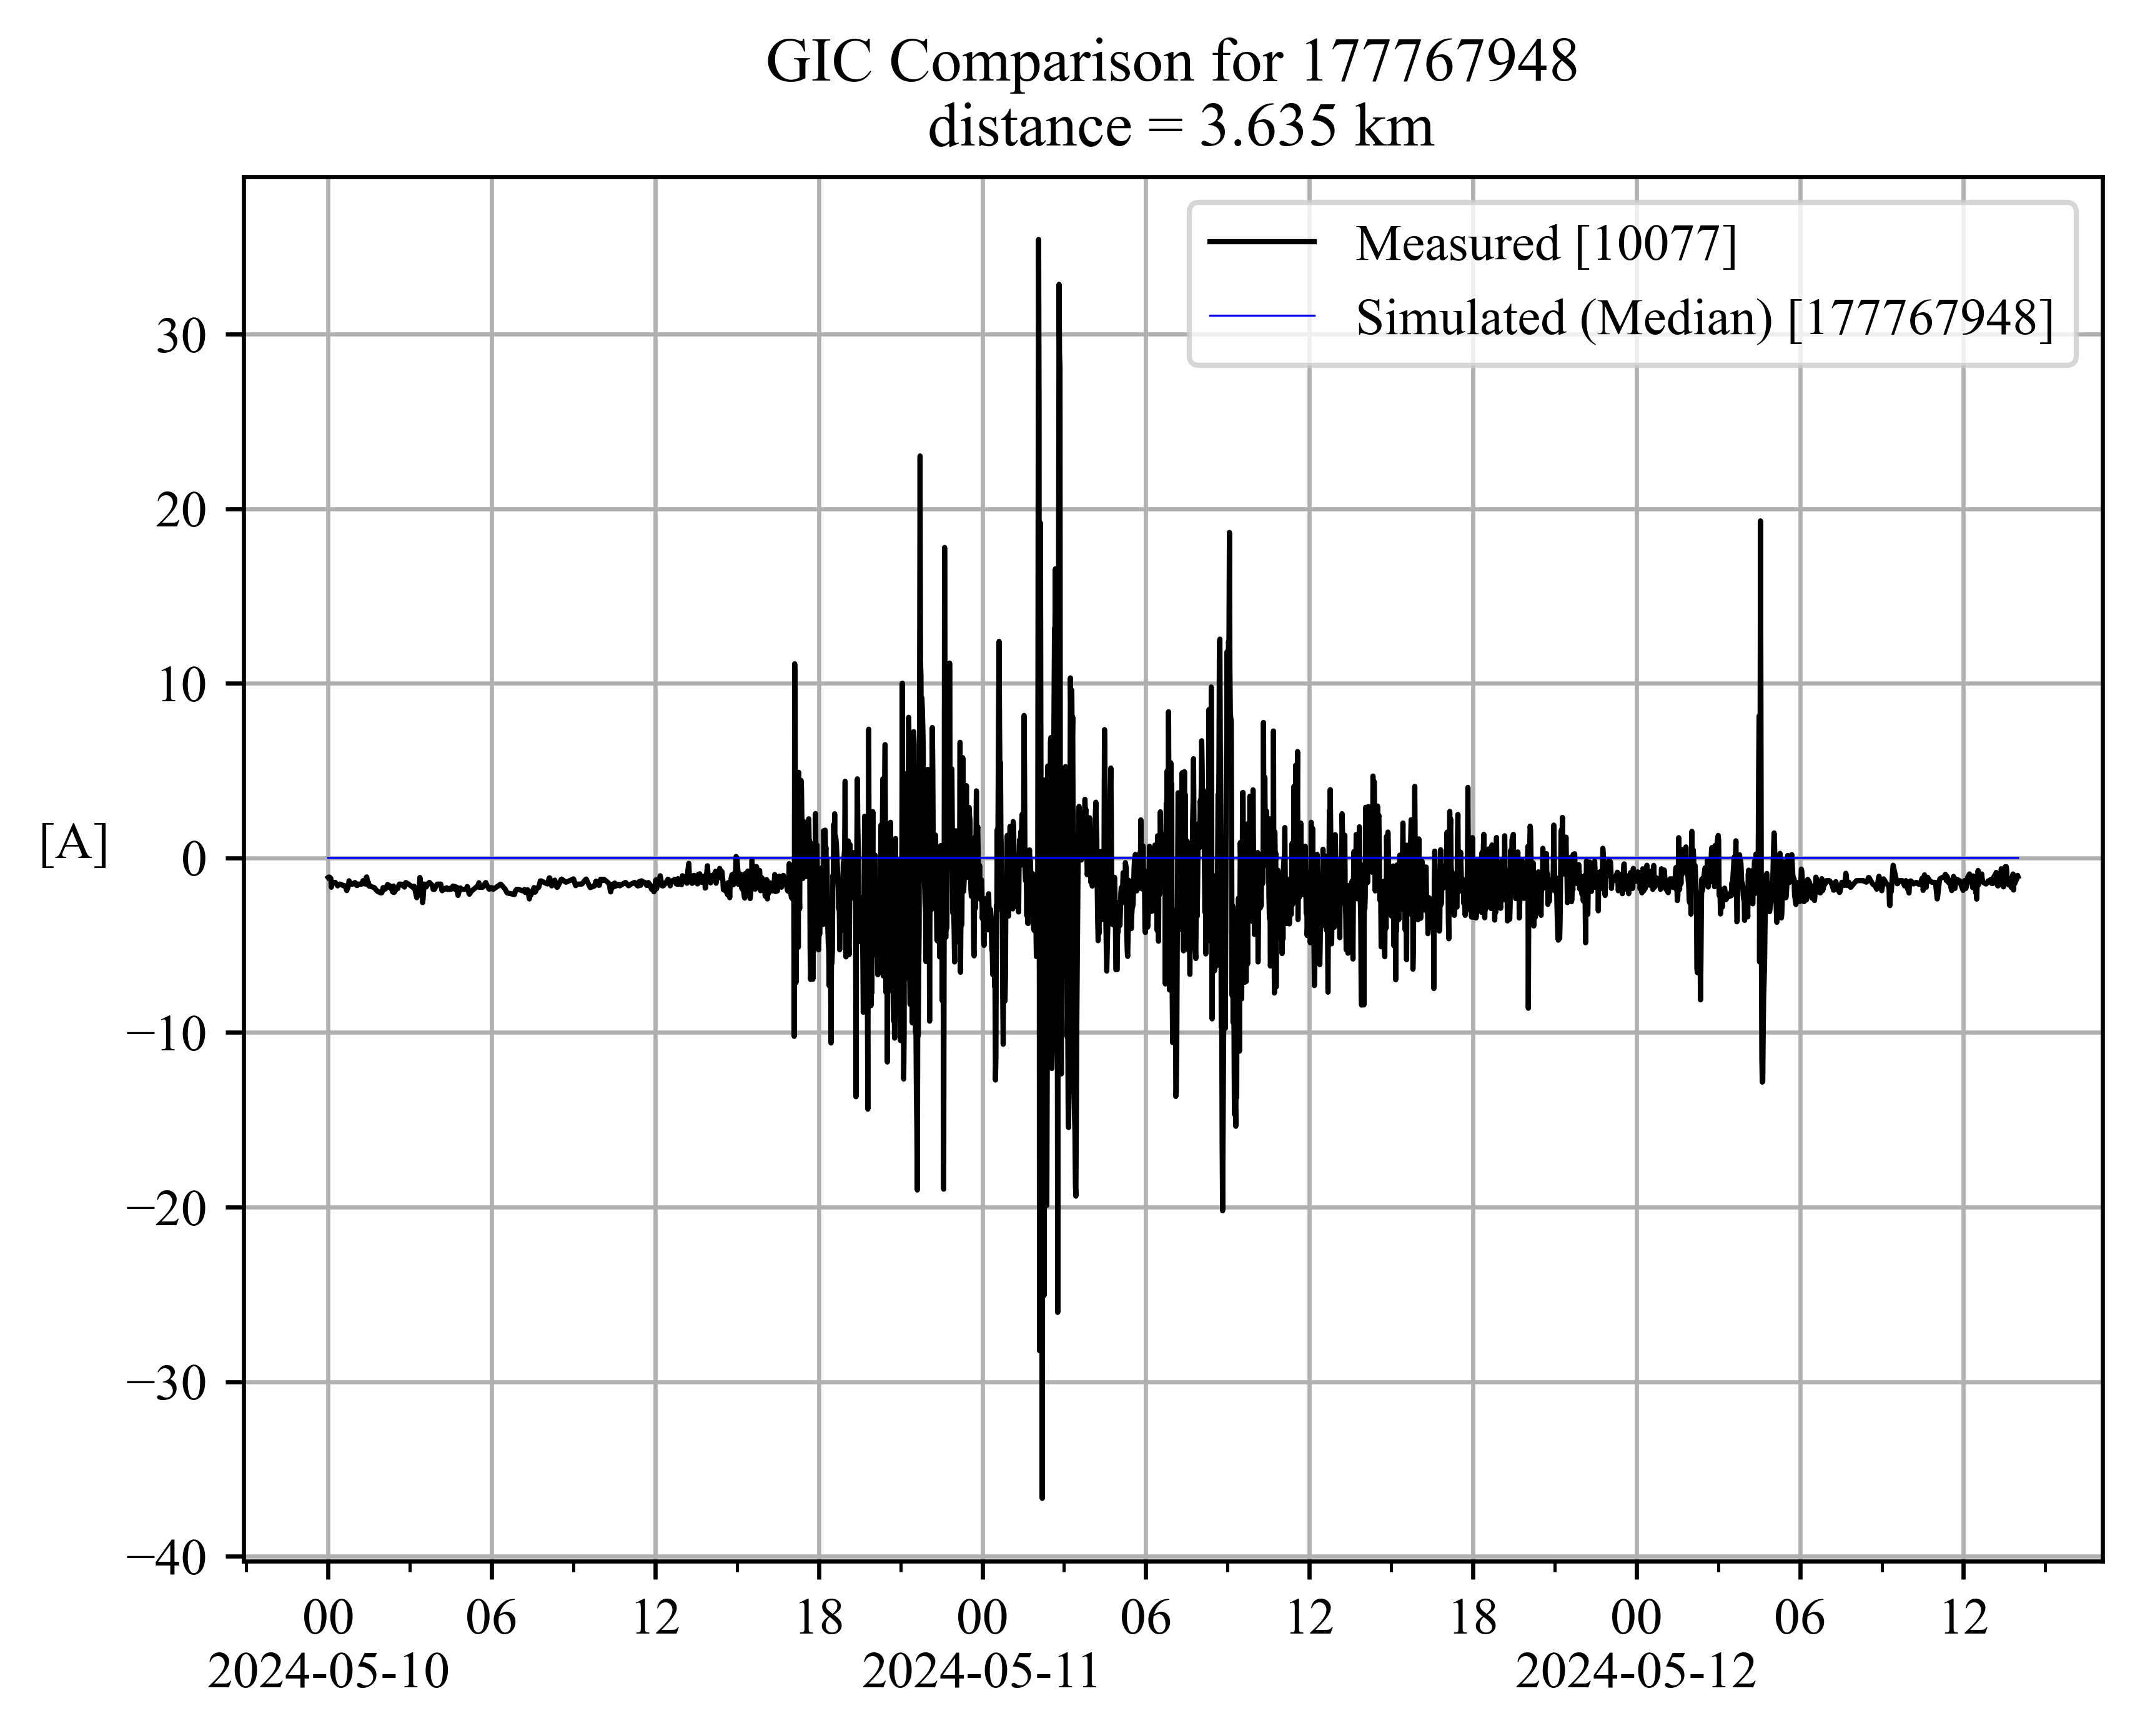 GIC Comparison for 177767948
distance = 3.635 km
Measured [10077]
Simulated (Median) [177767948]
30
20
10
[A]
0
−10
−20
−30
−40
00 06 12 18 00 06 12 18 00 06 12
2024-05-10 2024-05-11 2024-05-12